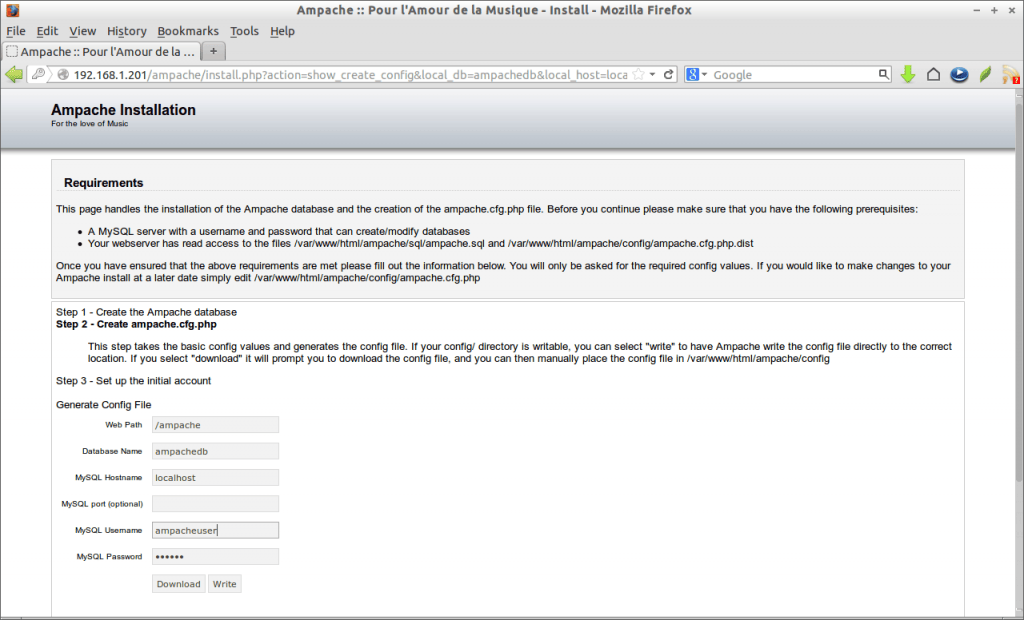 Ampache :: Pour l'Amour de la Musique - Install - Mozilla Firefox
File Edit View History Bookmarks Tools Help
Ampache :: Pour l'Amour de la ...
192.168.1.201/ampache/install.php?action=show_create_config&local_db=ampachedb&local_host=loca
Google
Ampache Installation
For the love of Music
Requirements
This page handles the installation of the Ampache database and the creation of the ampache.cfg.php file. Before you continue please make sure that you have the following prerequisites:
• A MySQL server with a username and password that can create/modify databases
• Your webserver has read access to the files /var/www/html/ampache/sql/ampache.sql and /var/www/html/ampache/config/ampache.cfg.php.dist
Once you have ensured that the above requirements are met please fill out the information below. You will only be asked for the required config values. If you would like to make changes to your
Ampache install at a later date simply edit /var/www/html/ampache/config/ampache.cfg.php
Step 1 - Create the Ampache database
Step 2 - Create ampache.cfg.php
This step takes the basic config values and generates the config file. If your config/ directory is writable, you can select "write" to have Ampache write the config file directly to the correct
location. If you select "download" it will prompt you to download the config file, and you can then manually place the config file in /var/www/html/ampache/config
Step 3 - Set up the initial account
Generate Config File
Web Path /ampache
Database Name ampachedb
MySQL Hostname localhost
MySQL port (optional)
MySQL Username ampacheuser
MySQL Password ••••••
Download Write